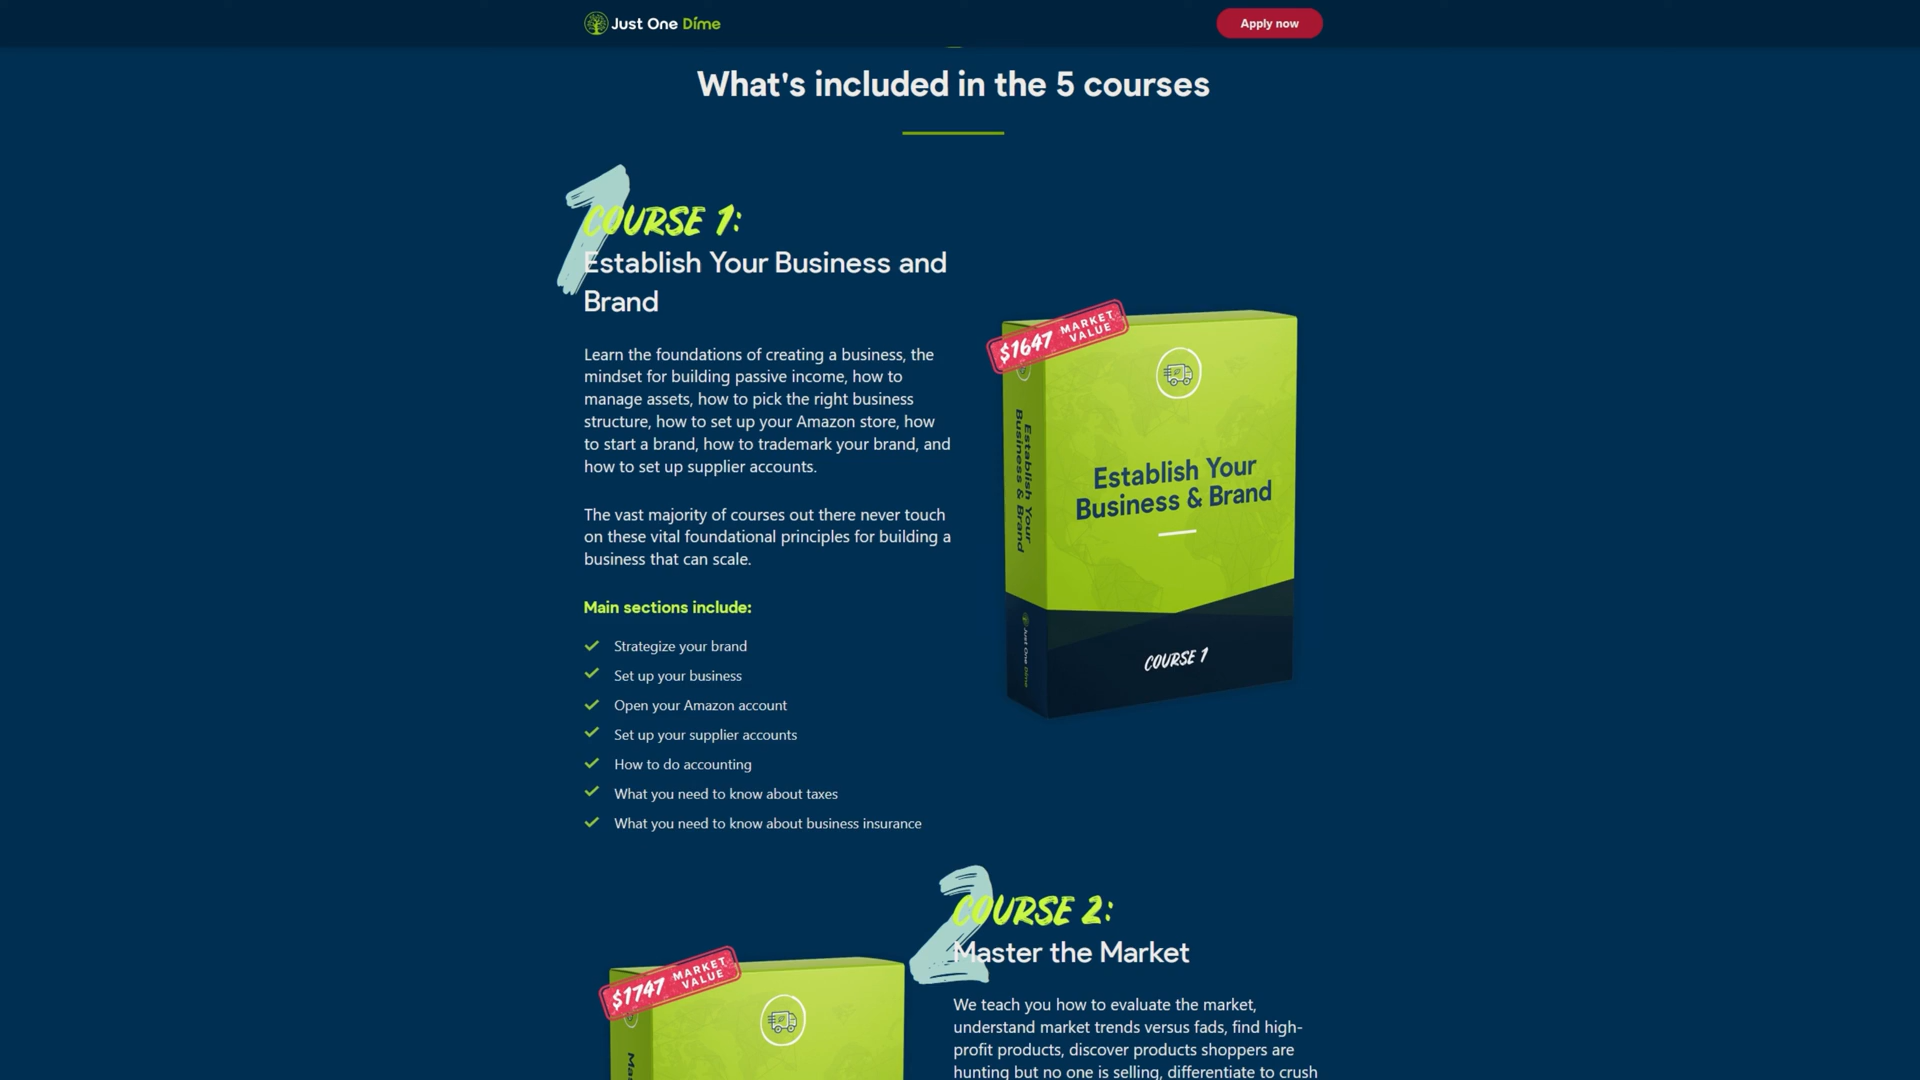 Just One Díme
Apply now
What's included in the 5 courses
1
COURSE 1:
Establish Your Business and
Brand
Learn the foundations of creating a business, the
mindset for building passive income, how to
manage assets, how to pick the right business
structure, how to set up your Amazon store, how
to start a brand, how to trademark your brand, and
how to set up supplier accounts.
The vast majority of courses out there never touch
on these vital foundational principles for building a
business that can scale.
Main sections include:
Strategize your brand
Set up your business
Open your Amazon account
Set up your supplier accounts
How to do accounting
What you need to know about taxes
What you need to know about business insurance
$1647 MARKET
VALUE
Establish Your
Business & Brand
Establish Your
Business & Brand
COURSE 1
Just One Díme
2
COURSE 2:
Master the Market
We teach you how to evaluate the market,
understand market trends versus fads, find high-
profit products, discover products shoppers are
hunting but no one is selling, differentiate to crush
$1747 MARKET
VALUE